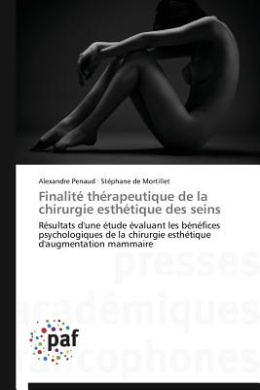 Alexandre Penaud · Stéphane de Mortillet
Finalité thérapeutique de la
chirurgie esthétique des seins
Résultats d'une étude évaluant les bénéfices
psychologiques de la chirurgie esthétique
d'augmentation mammaire
presses
académiques
francophones
paf